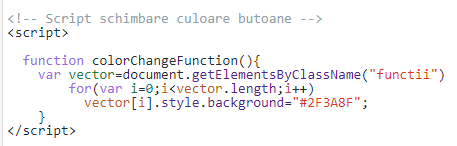 <!-- Script schimbare culoare butoane -->
<script>
function colorChangeFunction(){
var vector=document.getElementsByClassName("functii")
for(var i=0;i<vector.length;i++)
vector[i].style.background="#2F3A8F";
}
</script>